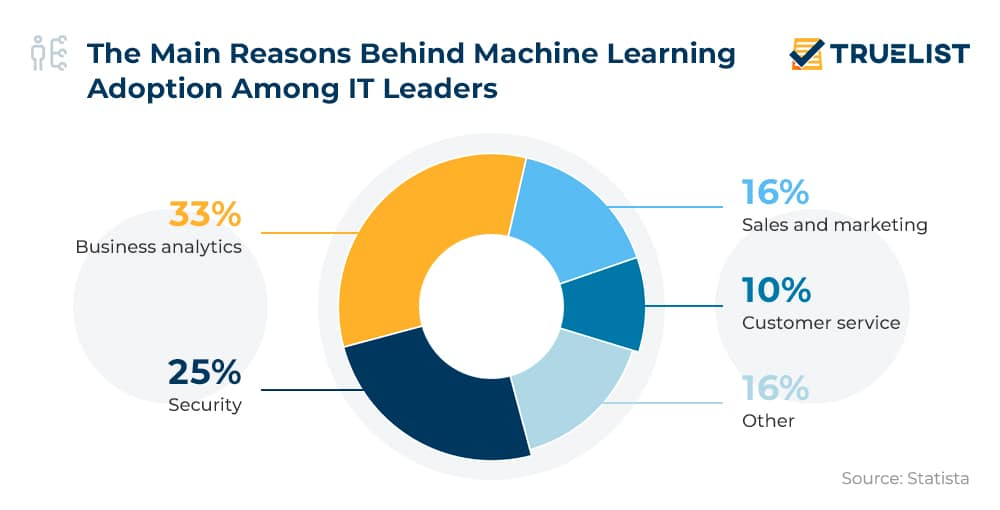 The Main Reasons Behind Machine Learning
Adoption Among IT Leaders
TRUELIST
33%
Business analytics
25%
Security
16%
Sales and marketing
10%
Customer service
16%
Other
Source: Statista